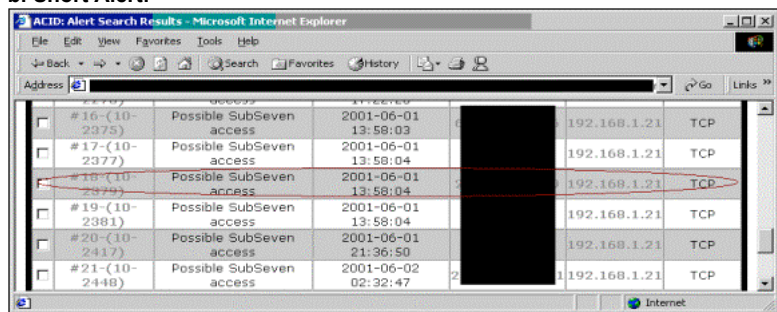 b. Snort Alert:
ACID: Alert Search Results - Microsoft Internet Explorer
File Edit View Favorites Tools Help
Back Search Favorites History
Address Go Links »
#16-(10-2375) Possible SubSeven access 2001-06-01 13:58:03 192.168.1.21 TCP
#17-(10-2377) Possible SubSeven access 2001-06-01 13:58:04 192.168.1.21 TCP
#18-(10-2379) Possible SubSeven access 2001-06-01 13:58:04 192.168.1.21 TCP
#19-(10-2381) Possible SubSeven access 2001-06-01 13:58:04 192.168.1.21 TCP
#20-(10-2417) Possible SubSeven access 2001-06-01 21:36:50 192.168.1.21 TCP
#21-(10-2448) Possible SubSeven access 2001-06-02 02:32:47 2 1 192.168.1.21 TCP
Internet